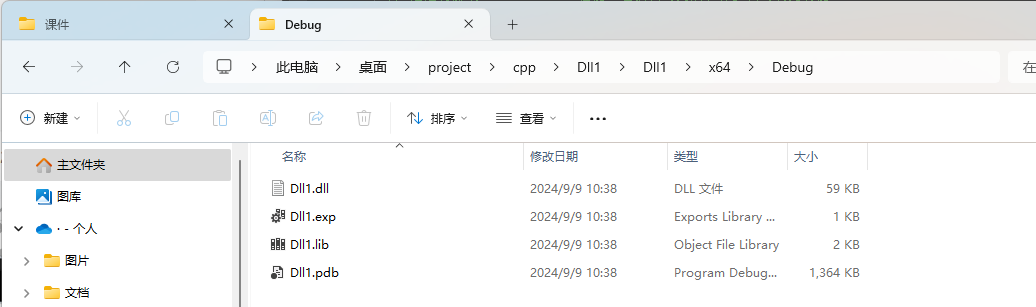 课件
Debug
此电脑 > 桌面 > project > cpp > Dll1 > Dll1 > x64 > Debug
在
新建
排序
查看
名称 修改日期 类型 大小
主文件夹
图库
· - 个人
图片
文档
Dll1.dll 2024/9/9 10:38 DLL 文件 59 KB
Dll1.exp 2024/9/9 10:38 Exports Library ... 1 KB
Dll1.lib 2024/9/9 10:38 Object File Library 2 KB
Dll1.pdb 2024/9/9 10:38 Program Debug... 1,364 KB